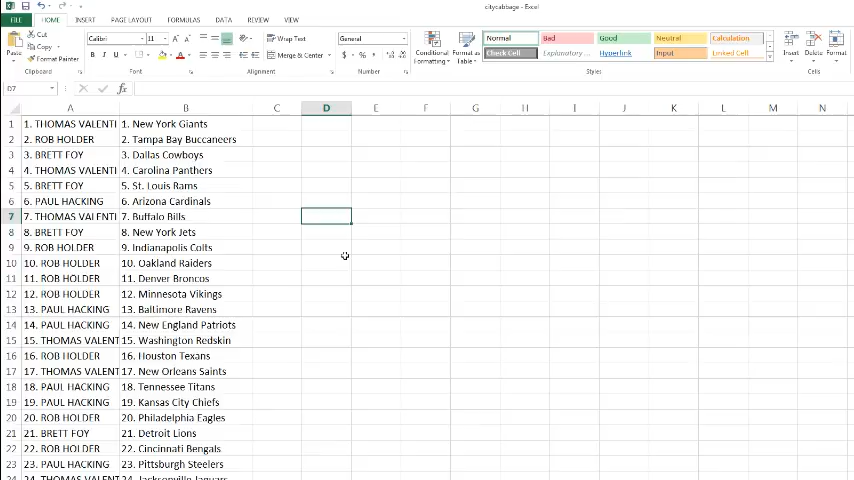 citycabbage - Excel
FILE HOME INSERT PAGE LAYOUT FORMULAS DATA REVIEW VIEW
Paste Cut Copy Format Painter Clipboard
Calibri 11 A A B I U A Font
Wrap Text Merge & Center Alignment
General $ % , Number
Conditional Formatting Format as Table
Normal Bad Good Neutral Calculation
Check Cell Explanatory ... Hyperlink Input Linked Cell
Styles
Insert Delete Format Cells
D7 fx
A B C D E F G H I J K L M N
1 1. THOMAS VALENTI 1. New York Giants
2 2. ROB HOLDER 2. Tampa Bay Buccaneers
3 3. BRETT FOY 3. Dallas Cowboys
4 4. THOMAS VALENTI 4. Carolina Panthers
5 5. BRETT FOY 5. St. Louis Rams
6 6. PAUL HACKING 6. Arizona Cardinals
7 7. THOMAS VALENTI 7. Buffalo Bills
8 8. BRETT FOY 8. New York Jets
9 9. ROB HOLDER 9. Indianapolis Colts
10 10. ROB HOLDER 10. Oakland Raiders
11 11. ROB HOLDER 11. Denver Broncos
12 12. ROB HOLDER 12. Minnesota Vikings
13 13. PAUL HACKING 13. Baltimore Ravens
14 14. PAUL HACKING 14. New England Patriots
15 15. THOMAS VALENT 15. Washington Redskin
16 16. ROB HOLDER 16. Houston Texans
17 17. THOMAS VALENT 17. New Orleans Saints
18 18. PAUL HACKING 18. Tennessee Titans
19 19. PAUL HACKING 19. Kansas City Chiefs
20 20. ROB HOLDER 20. Philadelphia Eagles
21 21. BRETT FOY 21. Detroit Lions
22 22. ROB HOLDER 22. Cincinnati Bengals
23 23. PAUL HACKING 23. Pittsburgh Steelers
24 24. THOMAS VALENT 24. Jacksonville Jaguars